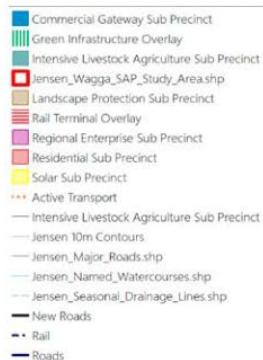 Commercial Gateway Sub Precinct
Green Infrastructure Overlay
Intensive Livestock Agriculture Sub Precinct
Jensen_Wagga_SAP_Study_Area.shp
Landscape Protection Sub Precinct
Rail Terminal Overlay
Regional Enterprise Sub Precinct
Residential Sub Precinct
Solar Sub Precinct
Active Transport
Intensive Livestock Agriculture Sub Precinct
Jensen 10m Contours
Jensen_Major_Roads.shp
Jensen_Named_Watercourses.shp
Jensen_Seasonal_Drainage_Lines.shp
New Roads
Rail
Roads